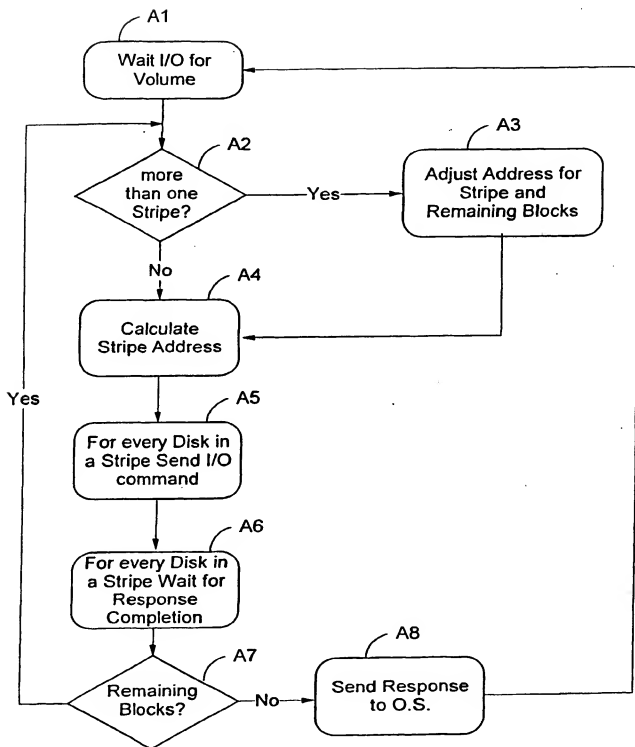 A1
Wait I/O for
Volume
A2
more
than one
Stripe?
Yes
A3
Adjust Address for
Stripe and
Remaining Blocks
No
A4
Calculate
Stripe Address
Yes
A5
For every Disk in
a Stripe Send I/O
command
A6
For every Disk in
a Stripe Wait for
Response
Completion
A7
Remaining
Blocks?
No
A8
Send Response
to O.S.